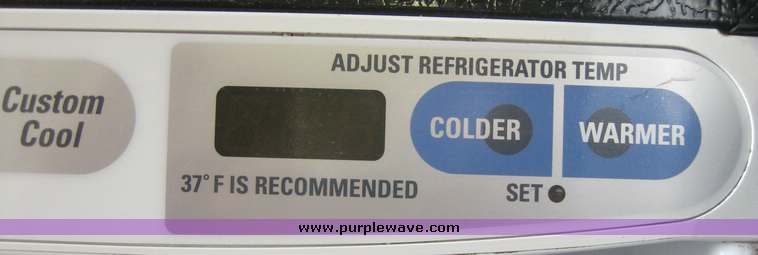 Custom
Cool
ADJUST REFRIGERATOR TEMP
COLDER
WARMER
37° F IS RECOMMENDED
SET
www.purplewave.com